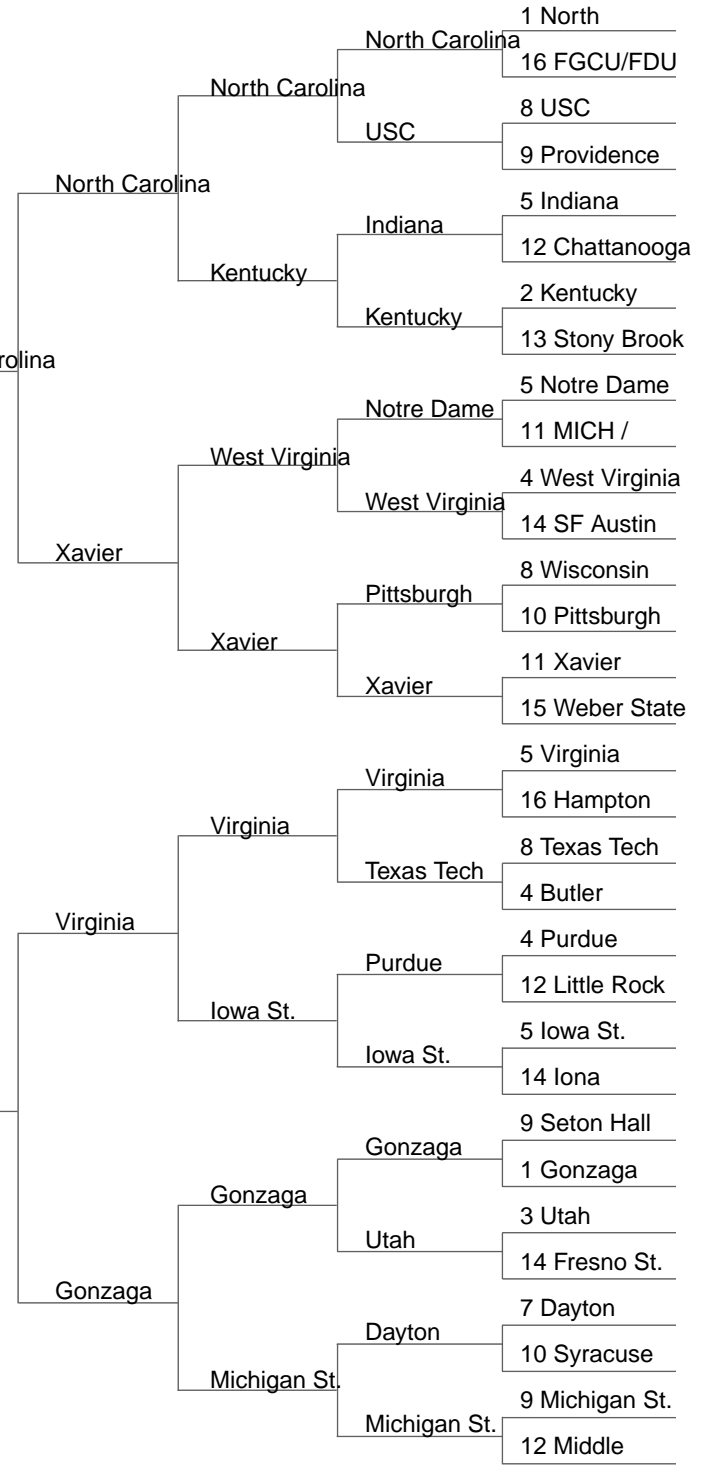 1 North
North Carolina
16 FGCU/FDU
North Carolina
8 USC
USC
9 Providence
North Carolina
5 Indiana
Indiana
12 Chattanooga
Kentucky
2 Kentucky
Kentucky
13 Stony Brook
rolina
5 Notre Dame
Notre Dame
11 MICH /
West Virginia
4 West Virginia
West Virginia
14 SF Austin
Xavier
8 Wisconsin
Pittsburgh
10 Pittsburgh
Xavier
11 Xavier
Xavier
15 Weber State
5 Virginia
Virginia
16 Hampton
Virginia
8 Texas Tech
Texas Tech
4 Butler
Virginia
4 Purdue
Purdue
12 Little Rock
Iowa St.
5 Iowa St.
Iowa St.
14 Iona
9 Seton Hall
Gonzaga
1 Gonzaga
Gonzaga
3 Utah
Utah
14 Fresno St.
Gonzaga
7 Dayton
Dayton
10 Syracuse
Michigan St.
9 Michigan St.
Michigan St.
12 Middle